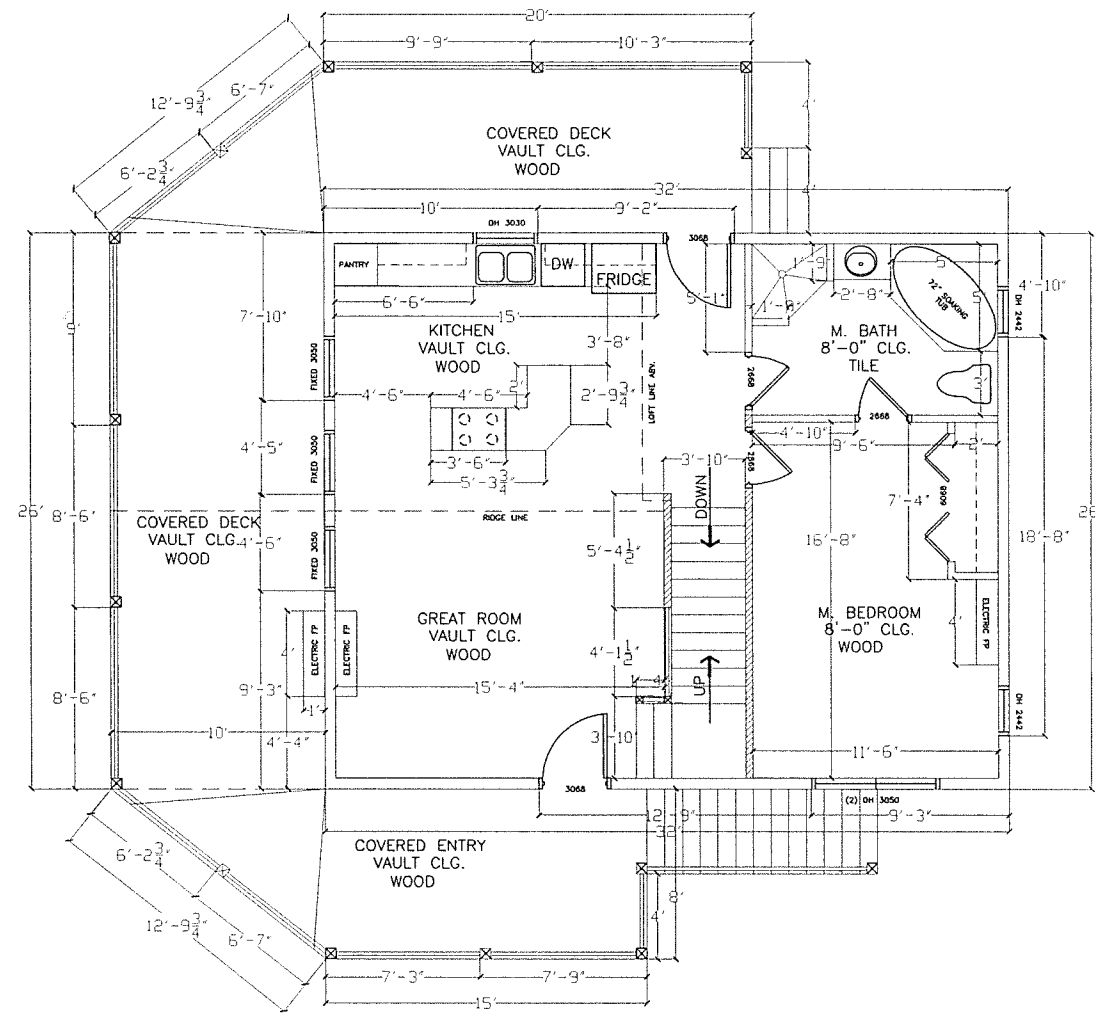 20'
9'-9"
10'-3"
12'-9 3/4"
6'-7"
6'-2 3/4"
4'
COVERED DECK
VAULT CLG.
WOOD
4'
32'
10'
9'-2"
DH 3030
3068
PANTRY
DW
FRIDGE
1'-9
2'-8"
5'
72" SOAKING
TUB
5'
4'-10"
DH 2442
6'-6"
15'
5'-1"
7'-10"
KITCHEN
VAULT CLG.
WOOD
3'-8"
M. BATH
8'-0" CLG.
TILE
FIXED 3050
LOFT LINE ABV.
2668
3'
4'-6"
4'-6"
2'
2'-9 3/4"
2668
4'-10"
9'-6"
2'
4'-5"
FIXED 3050
3'-6"
5'-3 3/4"
3'-10"
2668
DOWN
7'-4"
6068
26'
8'-6"
COVERED DECK
VAULT CLG.
WOOD
4'-6"
RIDGE LINE
FIXED 3050
5'-4 1/2"
16'-8"
18'-8"
26'
GREAT ROOM
VAULT CLG.
WOOD
M. BEDROOM
8'-0" CLG.
WOOD
ELECTRIC FP
4'
4'
ELECTRIC FP
ELECTRIC FP
4'-1 1/2"
UP
15'-4"
8'-6"
9'-3"
1'
10'
4'-4"
3'-10"
11'-6"
DH 2442
3068
(2) DH 3050
12'-9"
9'-3"
32'
COVERED ENTRY
VAULT CLG.
WOOD
6'-2 3/4"
12'-9 3/4"
6'-7"
4'
8'
7'-3"
7'-9"
15'